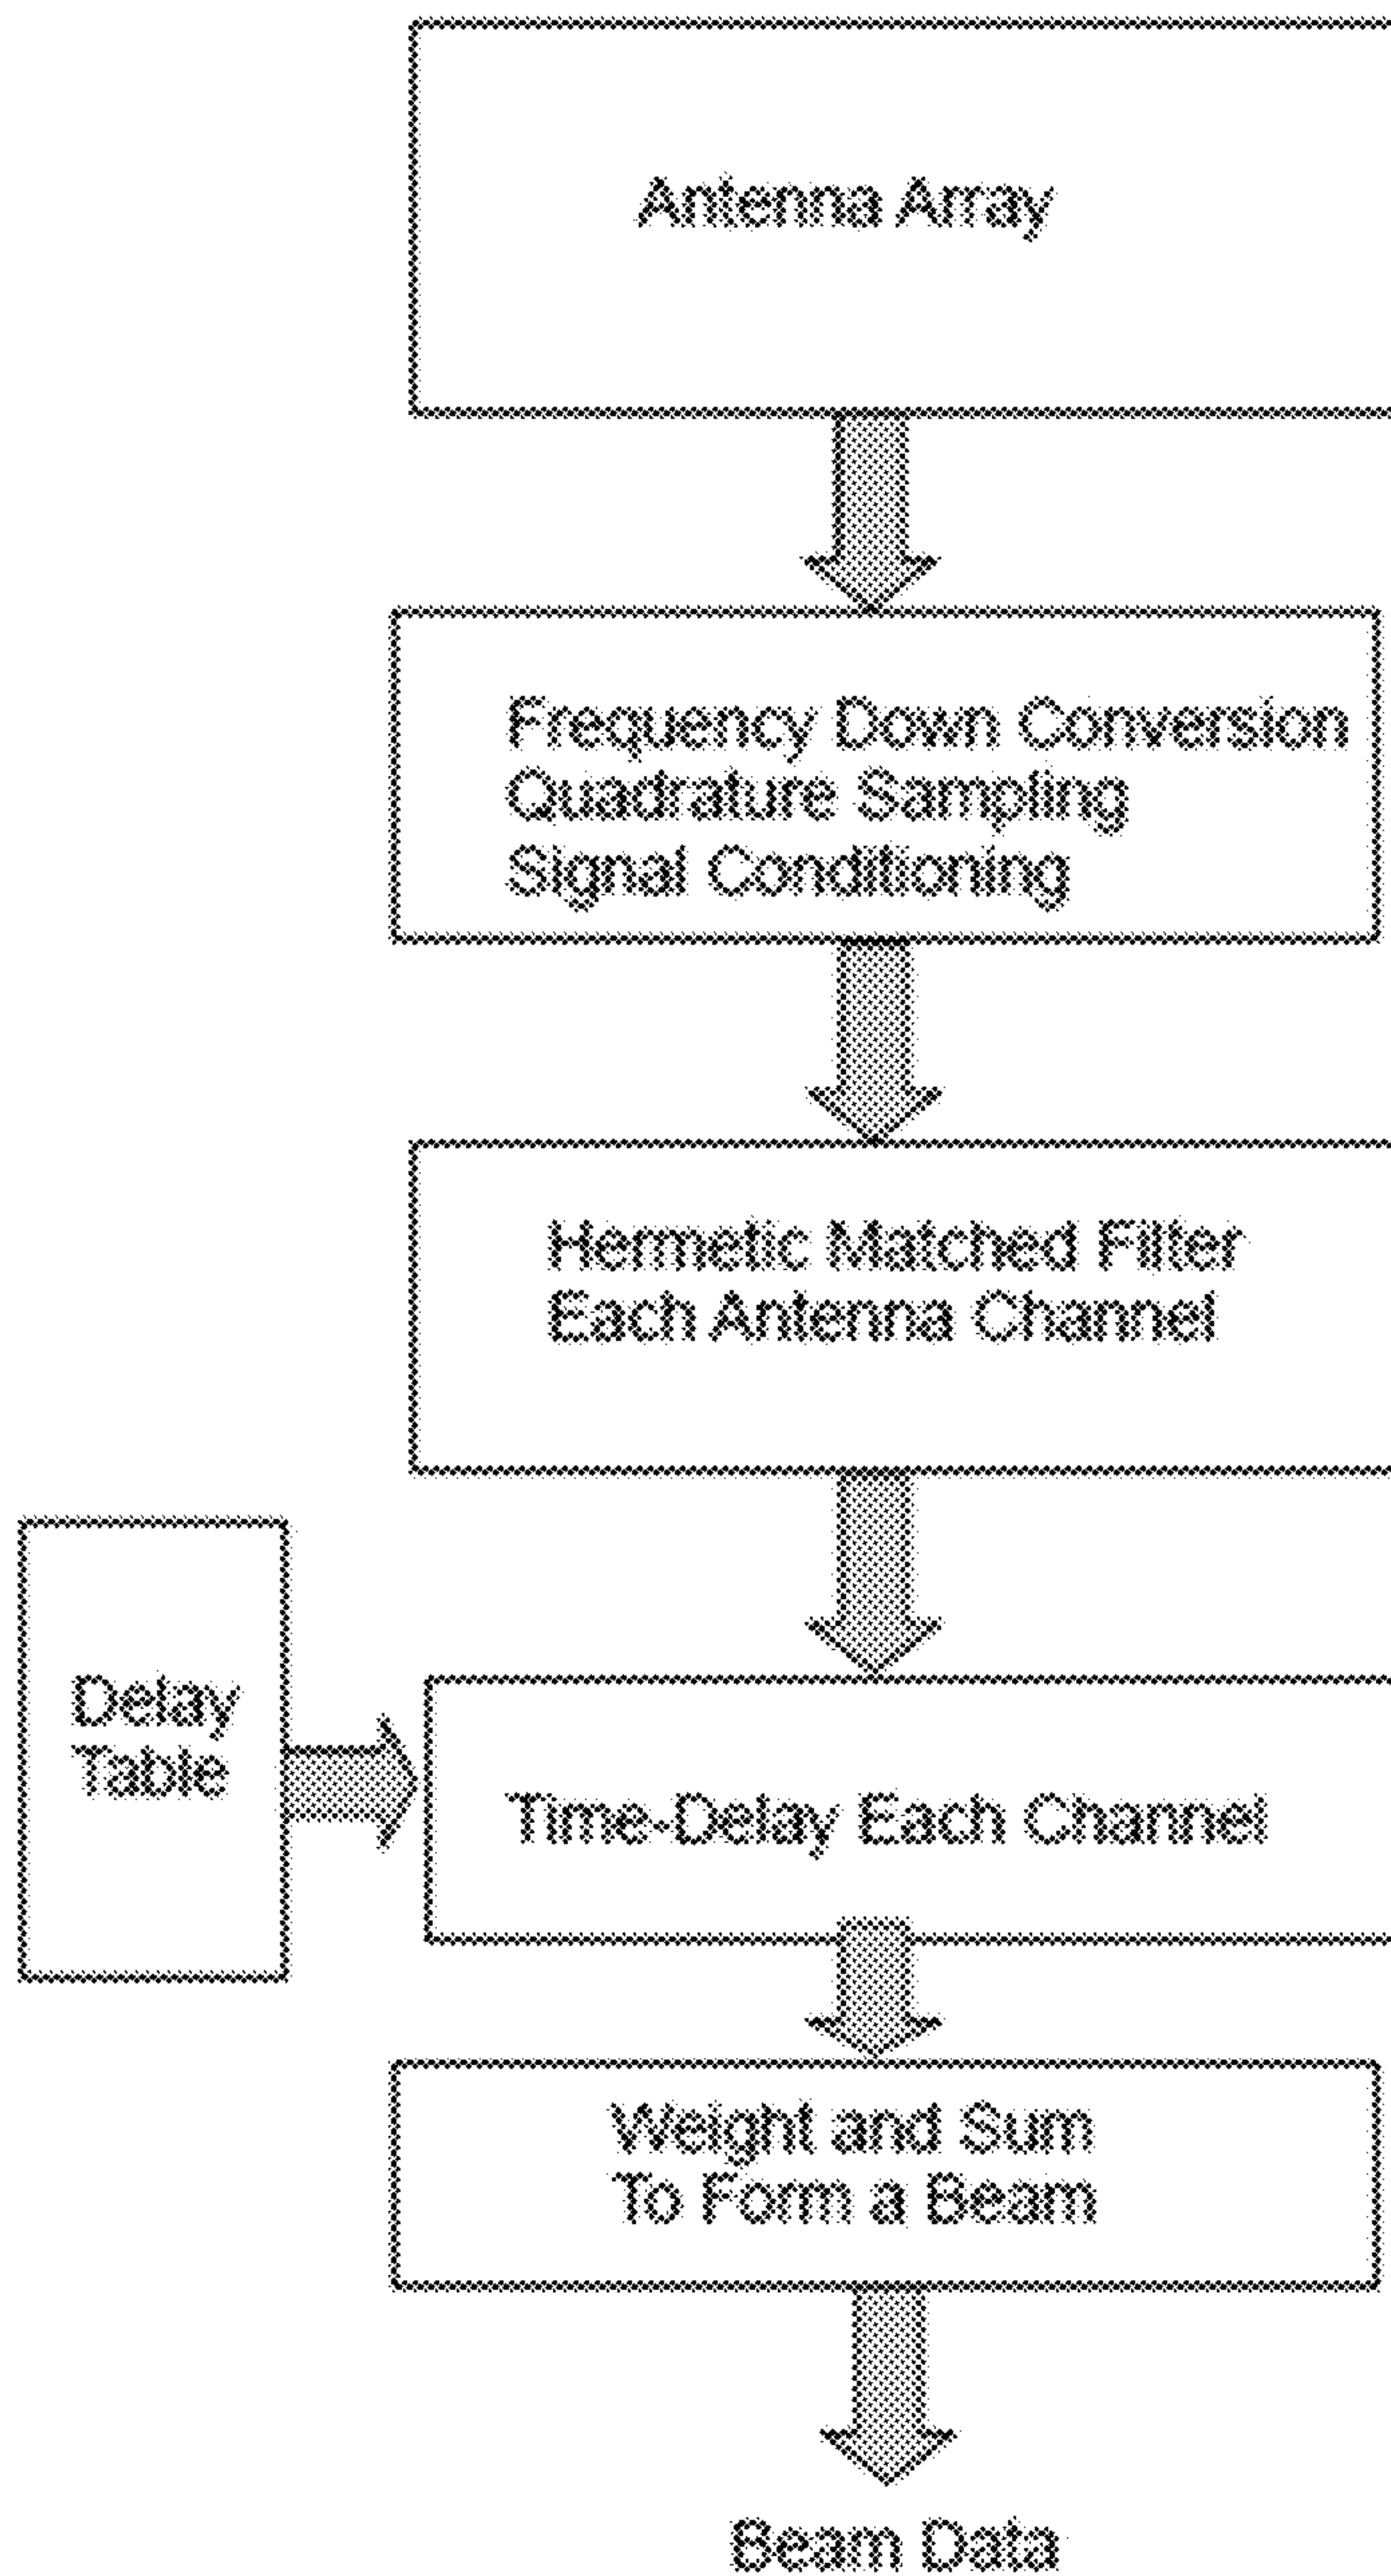 Antenna Array
Frequency Down Conversion
Quadrature Sampling
Signal Conditioning
Hermetic Matched Filter
Each Antenna Channel
Delay
Table
Time-Delay Each Channel
Weight and Sum
To Form a Beam
Beam Data